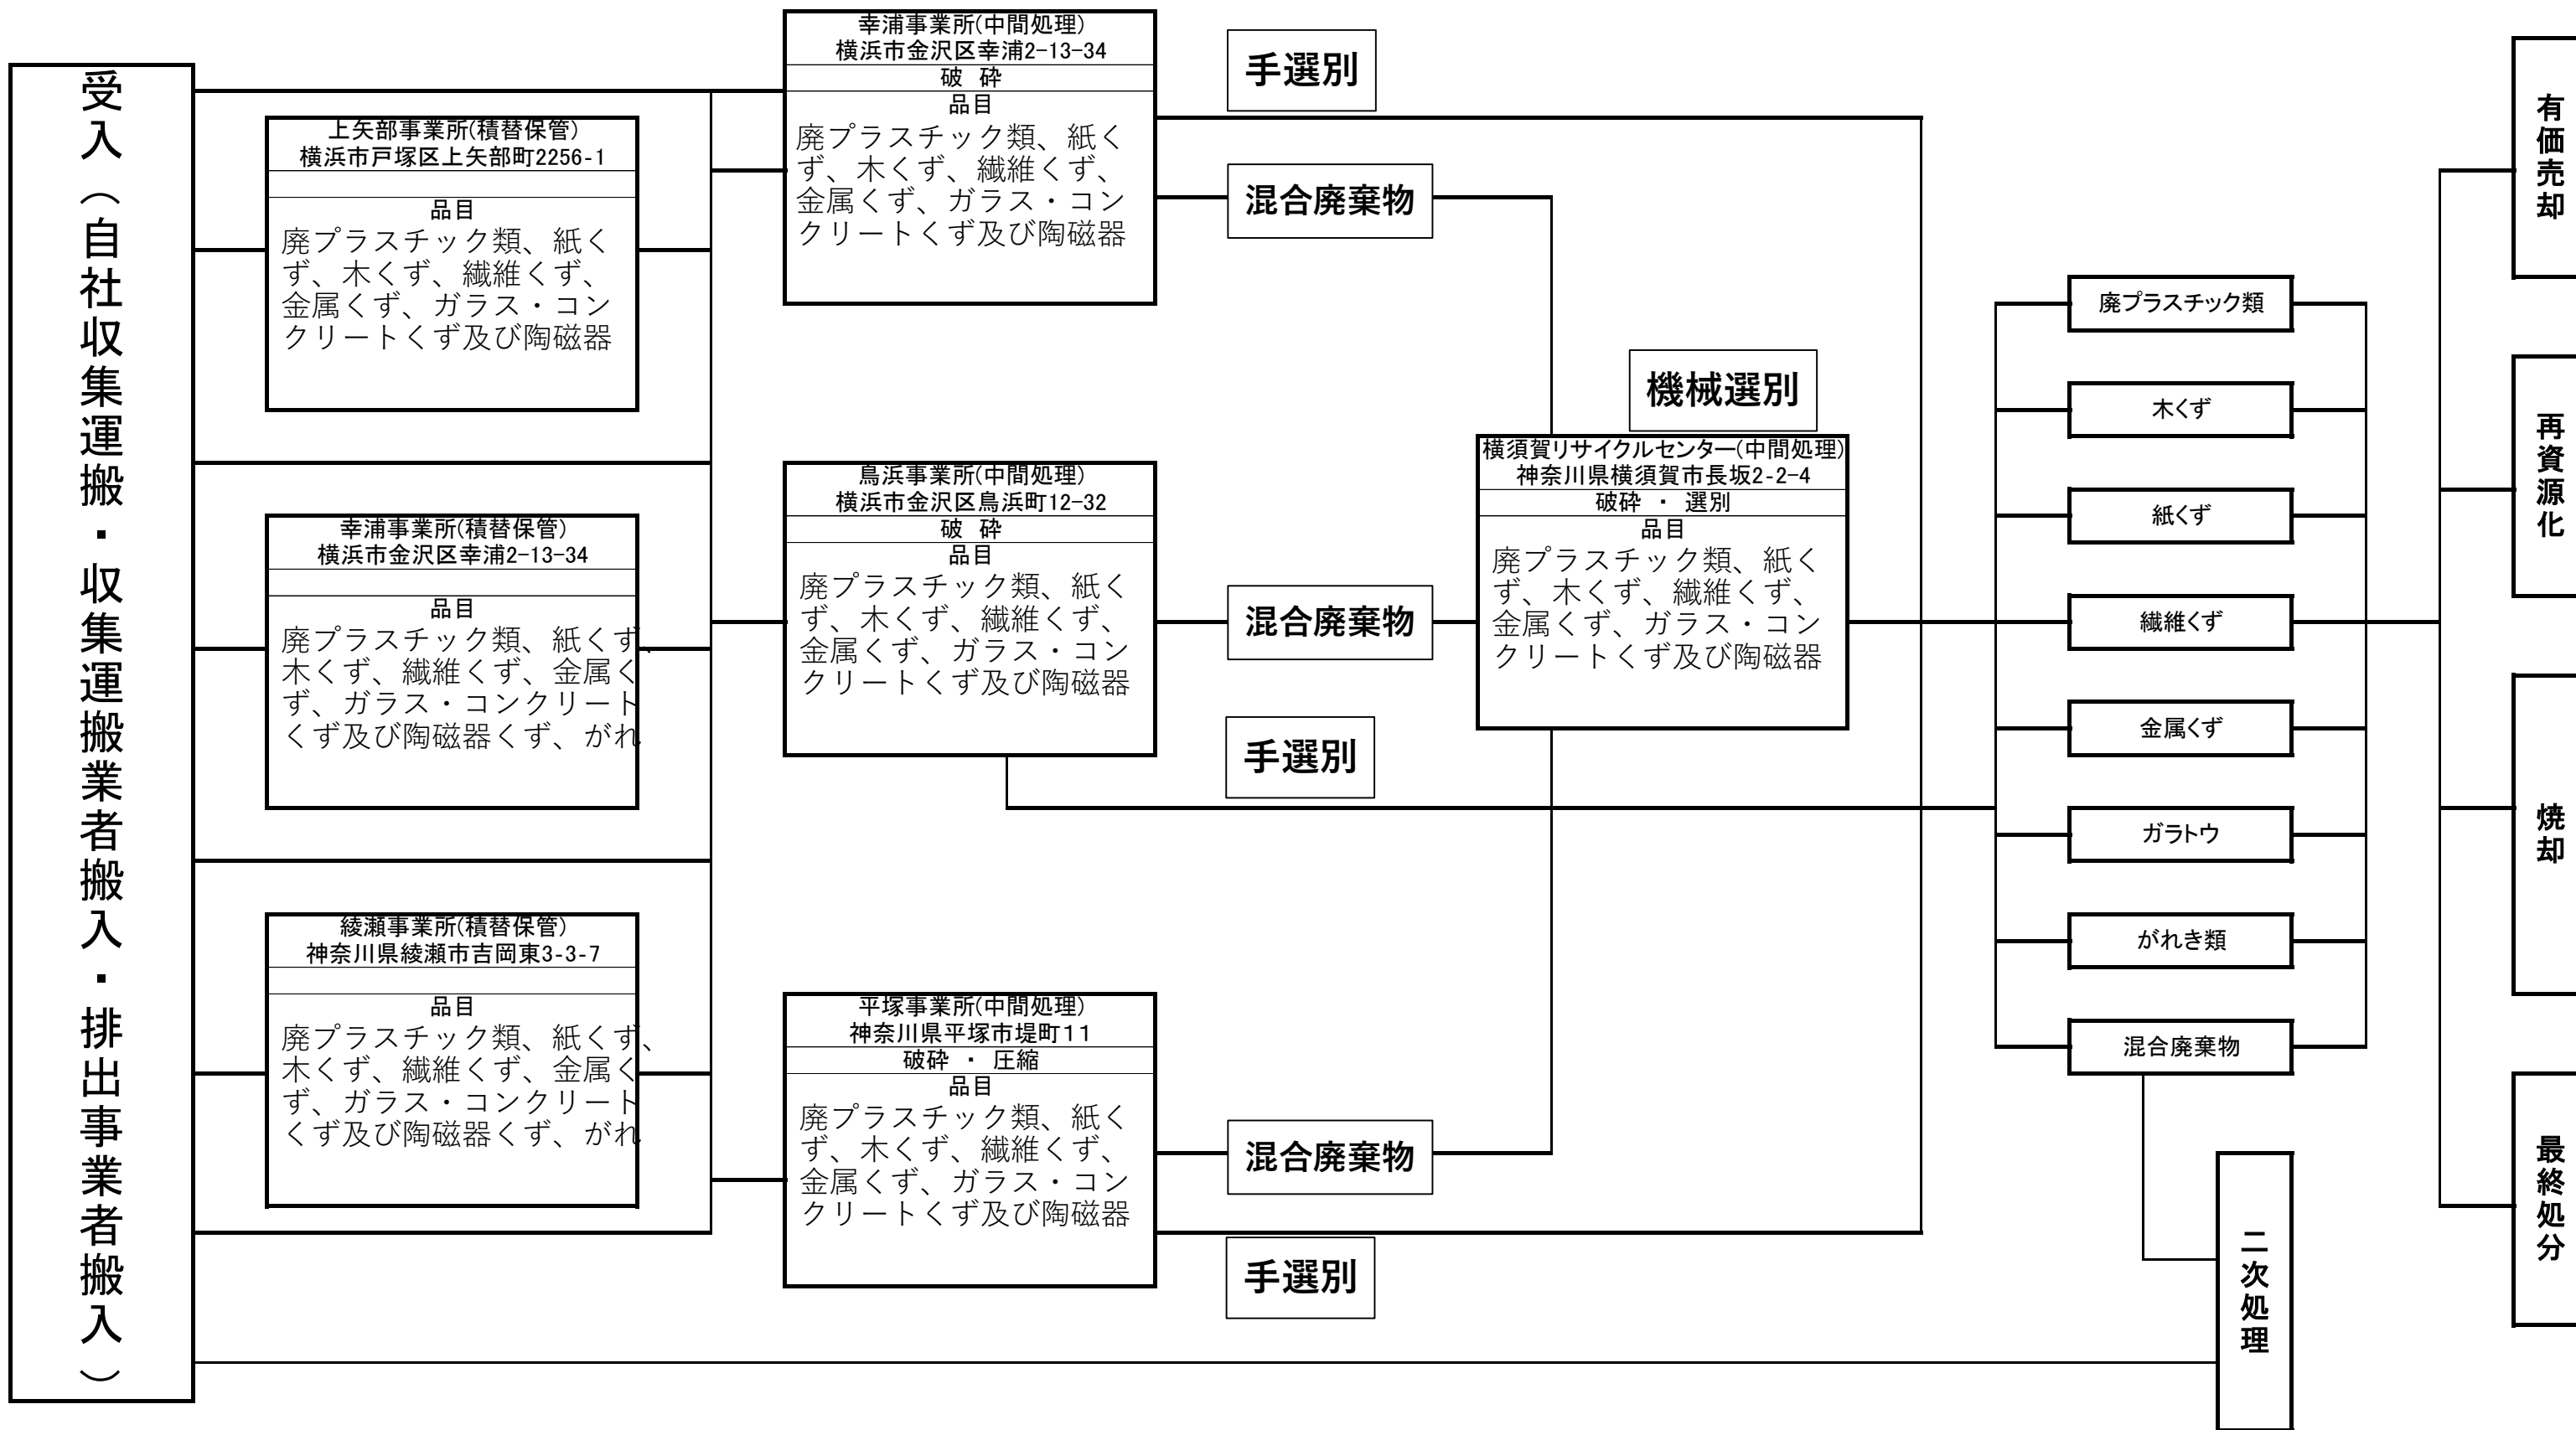 受入（自社収集運搬・収集運搬業者搬入・排出事業者搬入）
上矢部事業所(積替保管)
横浜市戸塚区上矢部町2256-1
品目
廃プラスチック類、紙く
ず、木くず、繊維くず、
金属くず、ガラス・コン
クリートくず及び陶磁器
幸浦事業所(積替保管)
横浜市金沢区幸浦2-13-34
品目
廃プラスチック類、紙くず、
木くず、繊維くず、金属く
ず、ガラス・コンクリート
くず及び陶磁器くず、がれ
綾瀬事業所(積替保管)
神奈川県綾瀬市吉岡東3-3-7
品目
廃プラスチック類、紙くず、
木くず、繊維くず、金属く
ず、ガラス・コンクリート
くず及び陶磁器くず、がれ
幸浦事業所(中間処理)
横浜市金沢区幸浦2-13-34
破　砕
品目
廃プラスチック類、紙く
ず、木くず、繊維くず、
金属くず、ガラス・コン
クリートくず及び陶磁器
鳥浜事業所(中間処理)
横浜市金沢区鳥浜町12-32
破　砕
品目
廃プラスチック類、紙く
ず、木くず、繊維くず、
金属くず、ガラス・コン
クリートくず及び陶磁器
平塚事業所(中間処理)
神奈川県平塚市堤町11
破砕　・　圧縮
品目
廃プラスチック類、紙く
ず、木くず、繊維くず、
金属くず、ガラス・コン
クリートくず及び陶磁器
手選別
混合廃棄物
混合廃棄物
手選別
混合廃棄物
手選別
機械選別
横須賀リサイクルセンター(中間処理)
神奈川県横須賀市長坂2-2-4
破砕　・　選別
品目
廃プラスチック類、紙く
ず、木くず、繊維くず、
金属くず、ガラス・コン
クリートくず及び陶磁器
廃プラスチック類
木くず
紙くず
繊維くず
金属くず
ガラトウ
がれき類
混合廃棄物
二次処理
有価売却
再資源化
焼却
最終処分